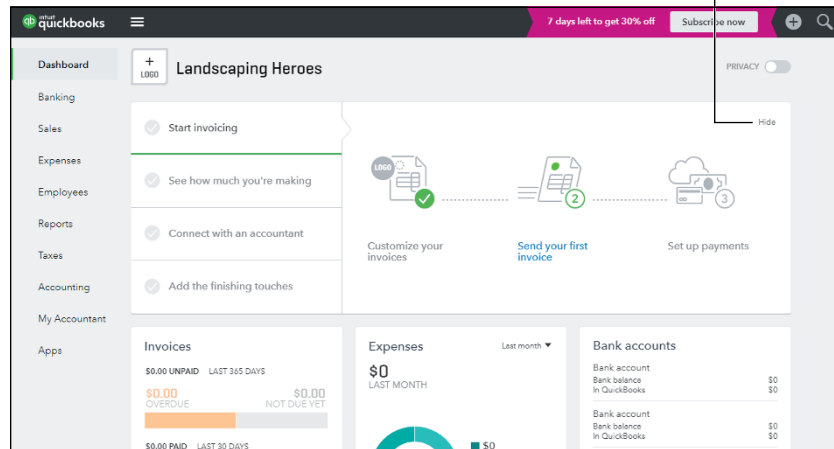 intuit
quickbooks
7 days left to get 30% off
Subscribe now
Dashboard
Banking
Sales
Expenses
Employees
Reports
Taxes
Accounting
My Accountant
Apps
+
LOGO
Landscaping Heroes
PRIVACY
Start invoicing
See how much you're making
Connect with an accountant
Add the finishing touches
Hide
LOGO
2
3
Customize your
invoices
Send your first
invoice
Set up payments
Invoices
$0.00 UNPAID LAST 365 DAYS
$0.00 $0.00
OVERDUE NOT DUE YET
$0.00 PAID LAST 30 DAYS
Expenses Last month
$0
LAST MONTH
$0
Bank accounts
Bank account
Bank balance $0
In QuickBooks $0
Bank account
Bank balance $0
In QuickBooks $0